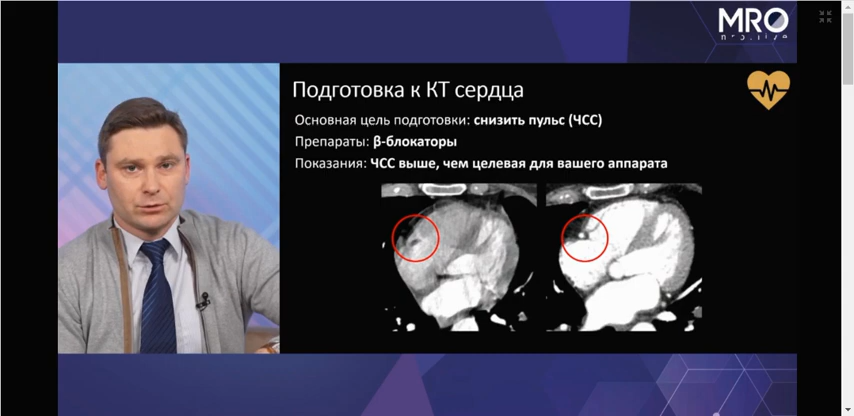 MRO
Подготовка к КТ сердца
Основная цель подготовки: снизить пульс (ЧСС)
Препараты: β-блокаторы
Показания: ЧСС выше, чем целевая для вашего аппарата